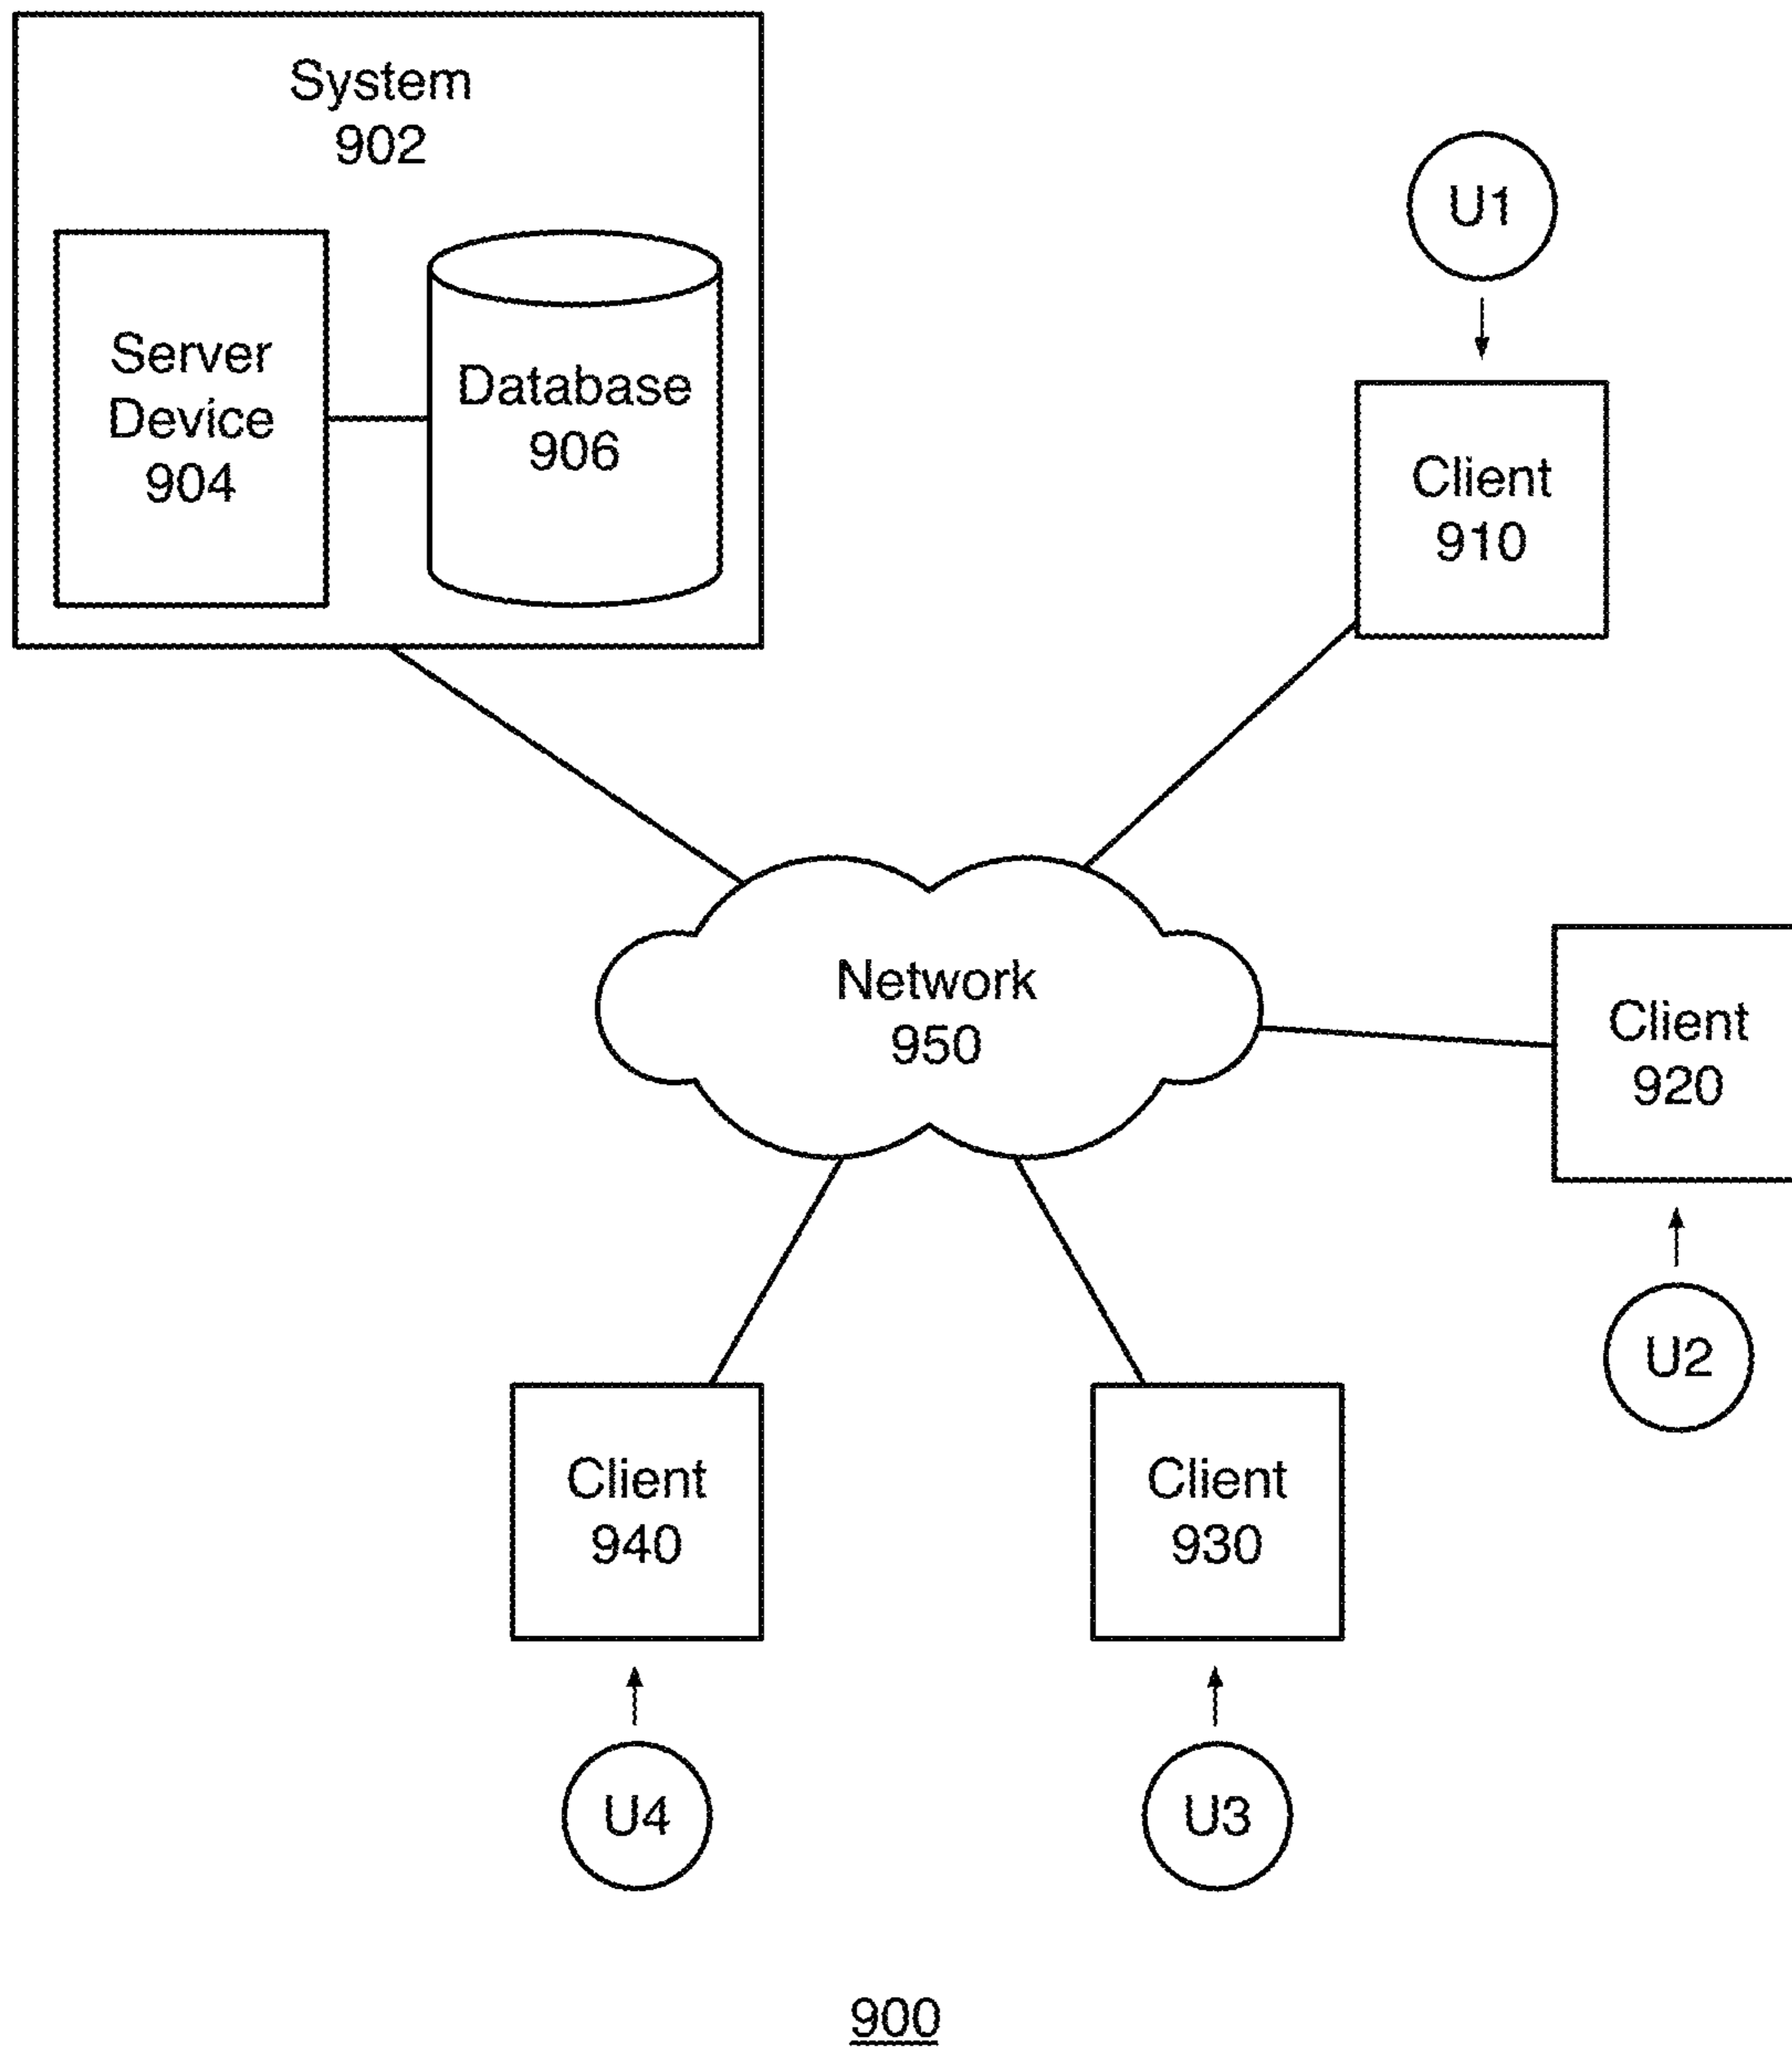 System
902
Server
Device
904
Database
906
U1
Client
910
Network
950
Client
920
U2
Client
940
Client
930
U4
U3
900